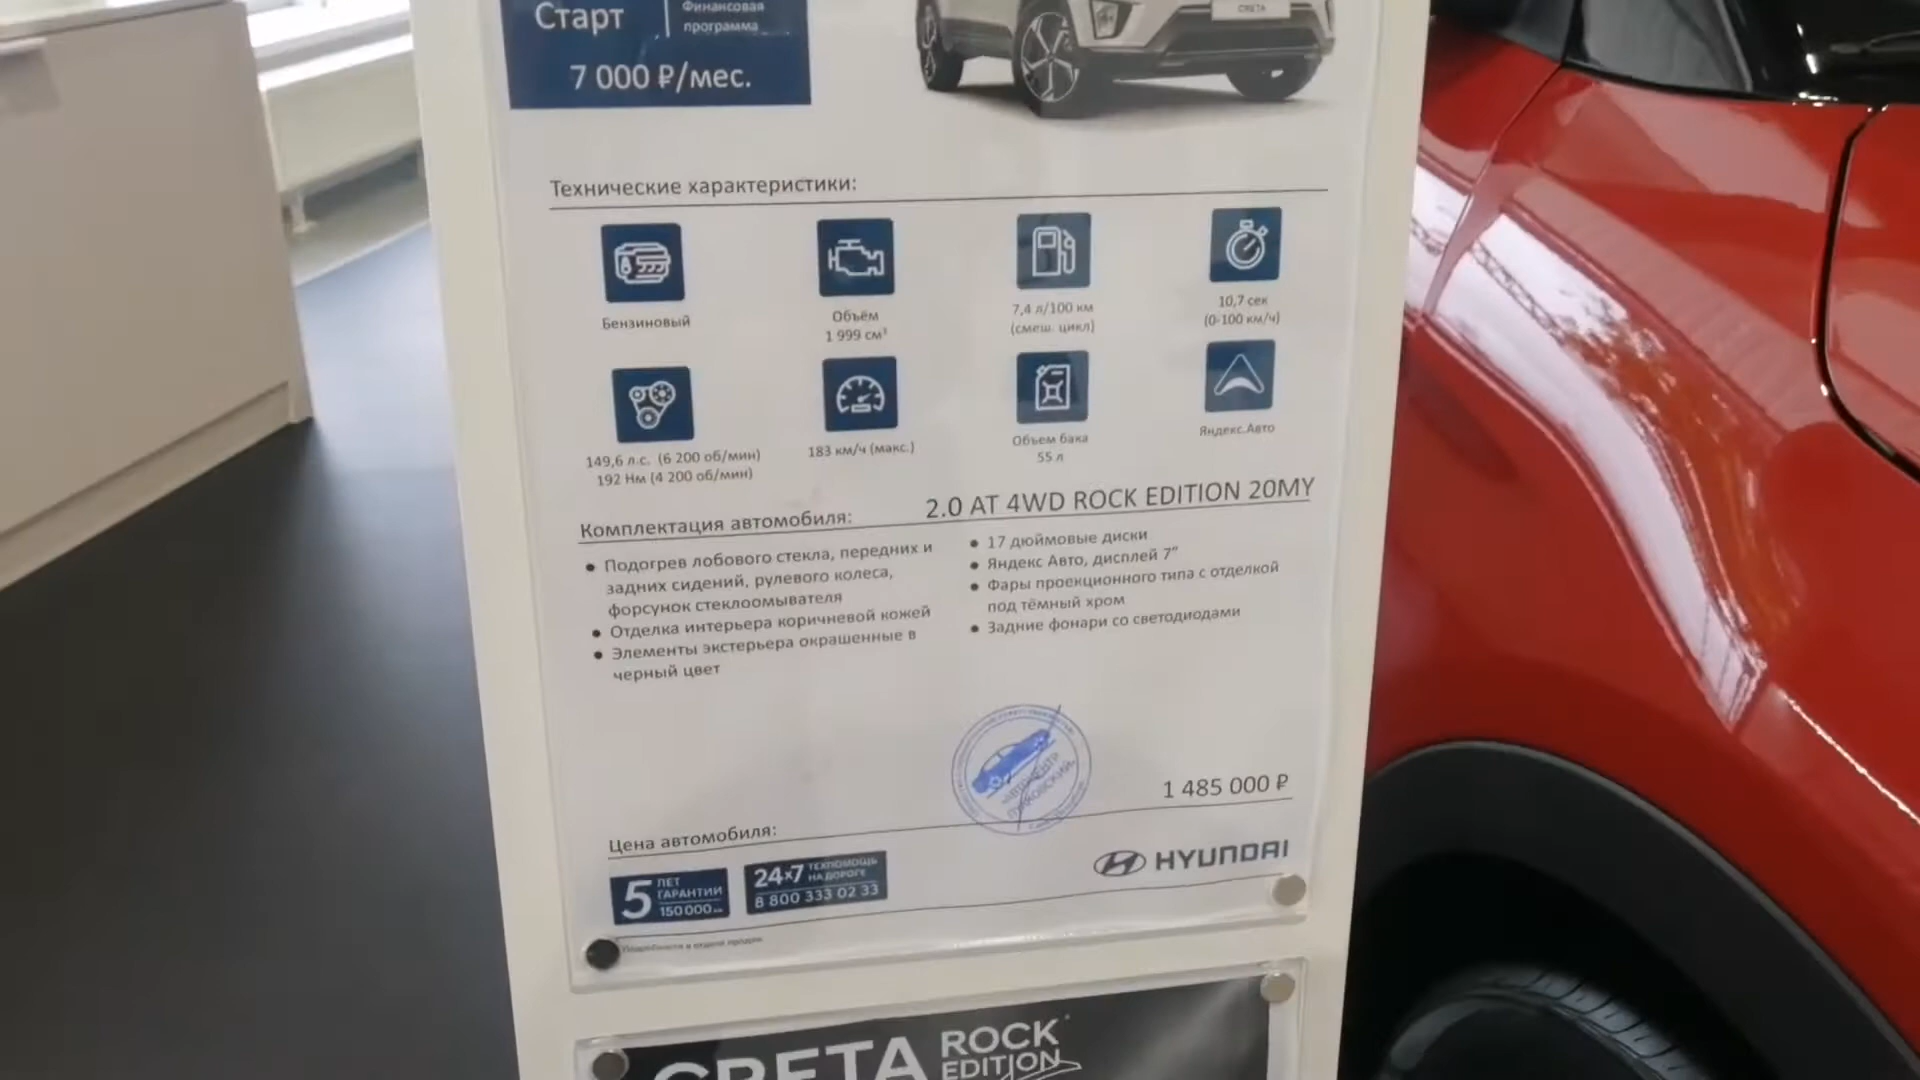 Старт
Финансовая
программа
7 000 ₽/мес.
CRETA
Технические характеристики:
Бензиновый
Объём
1 999 см³
7,4 л/100 км
(смеш. цикл)
10,7 сек
(0-100 км/ч)
149,6 л.с. (6 200 об/мин)
192 Нм (4 200 об/мин)
183 км/ч (макс.)
Объем бака
55 л
Яндекс.Авто
Комплектация автомобиля:
2.0 AT 4WD ROCK EDITION 20MY
Подогрев лобового стекла, передних и
задних сидений, рулевого колеса,
форсунок стеклоомывателя
Отделка интерьера коричневой кожей
Элементы экстерьера окрашенные в
черный цвет
17 дюймовые диски
Яндекс Авто, дисплей 7"
Фары проекционного типа с отделкой
под тёмный хром
Задние фонари со светодиодами
Цена автомобиля:
1 485 000 ₽
5 ЛЕТ
ГАРАНТИИ
150 000 км
24×7 ТЕХПОМОЩЬ
НА ДОРОГЕ
8 800 333 02 33
HYUNDAI
Подробности в отделе продаж
CRETA ROCK
EDITION